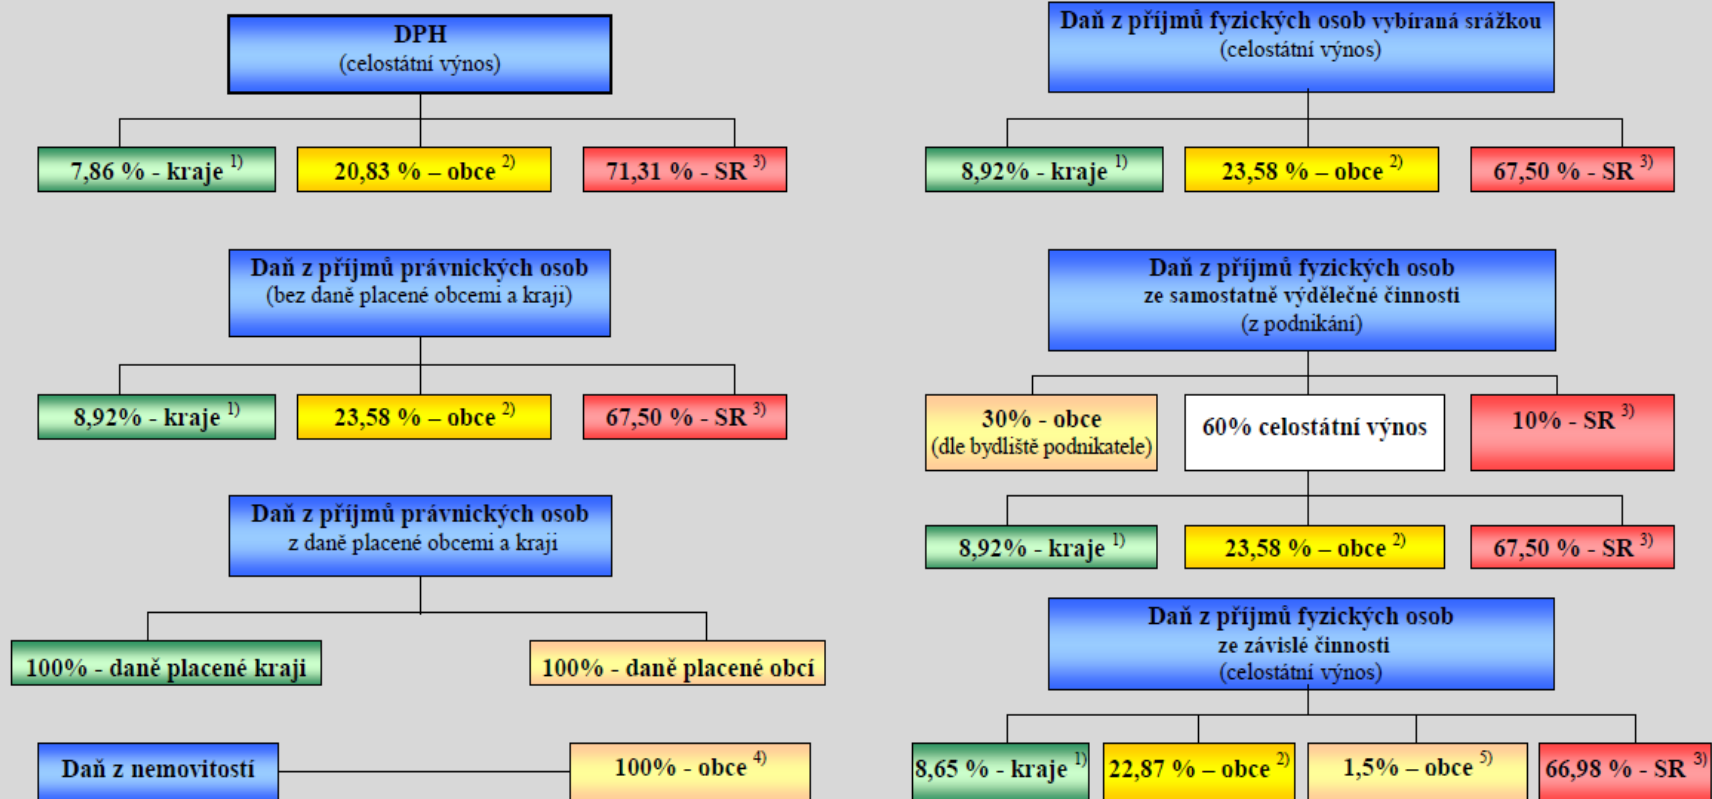 DPH
(celostátní výnos)
7,86 % - kraje 1)
20,83 % – obce 2)
71,31 % - SR 3)
Daň z příjmů právnických osob
(bez daně placené obcemi a kraji)
8,92% - kraje 1)
23,58 % – obce 2)
67,50 % - SR 3)
Daň z příjmů právnických osob
z daně placené obcemi a kraji
100% - daně placené kraji
100% - daně placené obcí
Daň z nemovitostí
100% - obce 4)
Daň z příjmů fyzických osob vybíraná srážkou
(celostátní výnos)
8,92% - kraje 1)
23,58 % – obce 2)
67,50 % - SR 3)
Daň z příjmů fyzických osob
ze samostatně výdělečné činnosti
(z podnikání)
30% - obce
(dle bydliště podnikatele)
60% celostátní výnos
10% - SR 3)
8,92% - kraje 1)
23,58 % – obce 2)
67,50 % - SR 3)
Daň z příjmů fyzických osob
ze závislé činnosti
(celostátní výnos)
8,65 % - kraje 1)
22,87 % – obce 2)
1,5% – obce 5)
66,98 % - SR 3)